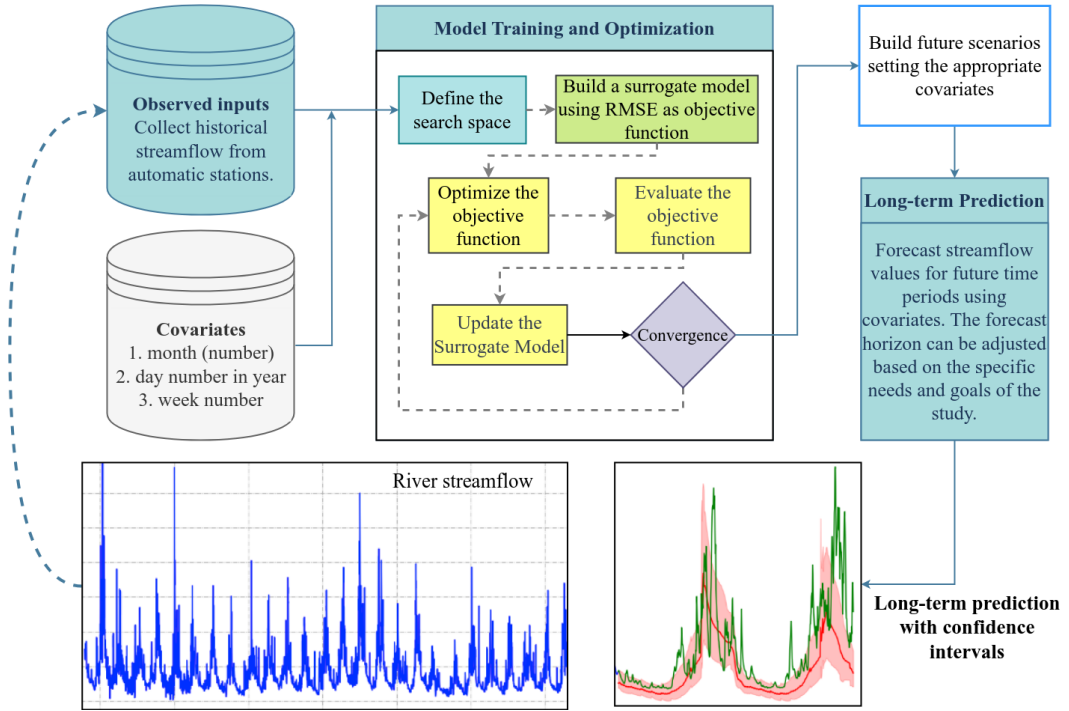 Observed inputs
Collect historical
streamflow from
automatic stations.
Covariates
1. month (number)
2. day number in year
3. week number
Model Training and Optimization
Define the
search space
Build a surrogate model
using RMSE as objective
function
Optimize the
objective
function
Evaluate the
objective
function
Update the
Surrogate Model
Convergence
Build future scenarios
setting the appropriate
covariates
Long-term Prediction
Forecast streamflow
values for future time
periods using
covariates. The forecast
horizon can be adjusted
based on the specific
needs and goals of the
study.
River streamflow
Long-term prediction
with confidence
intervals